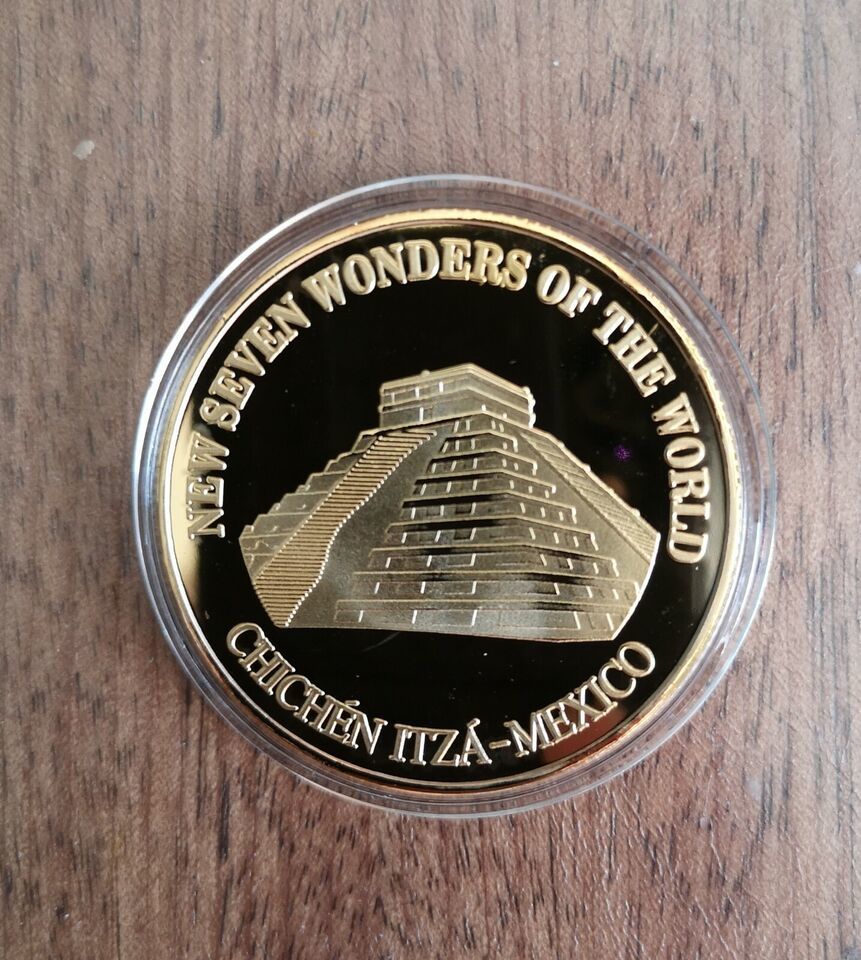 NEW SEVEN WONDERS OF THE WORLD
CHICHÉN ITZÁ-MEXICO